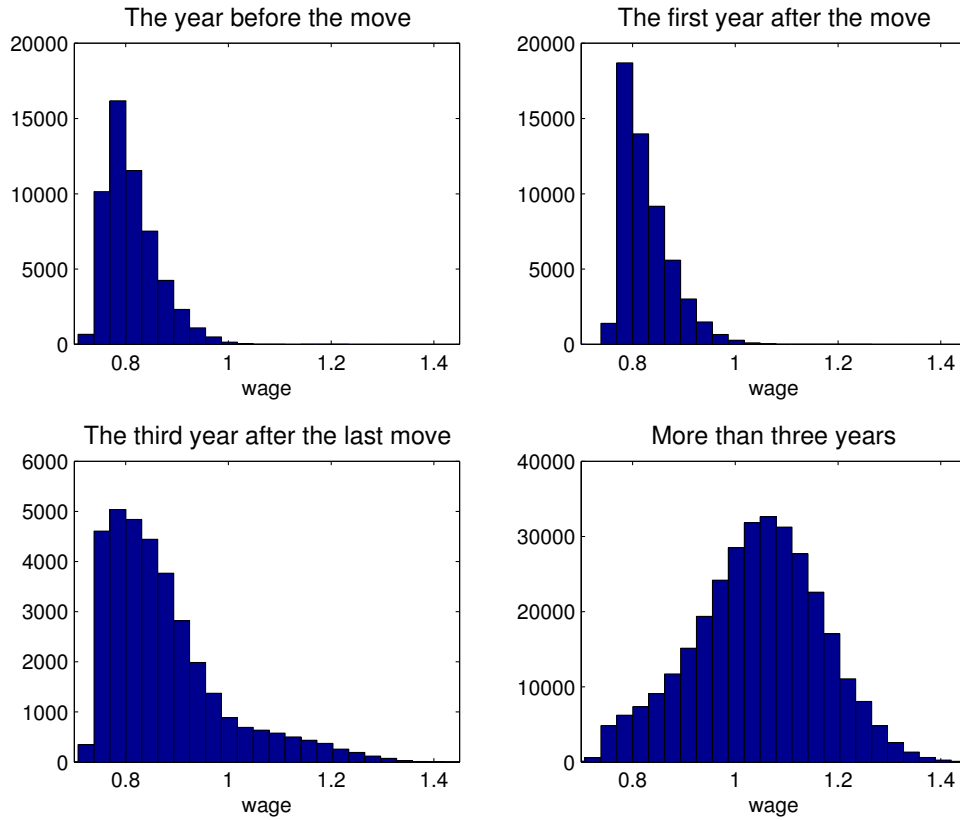 The year before the move
20000
15000
10000
5000
0
0.8 1 1.2 1.4
wage
The first year after the move
20000
15000
10000
5000
0
0.8 1 1.2 1.4
wage
The third year after the last move
6000
5000
4000
3000
2000
1000
0
0.8 1 1.2 1.4
wage
More than three years
40000
30000
20000
10000
0
0.8 1 1.2 1.4
wage